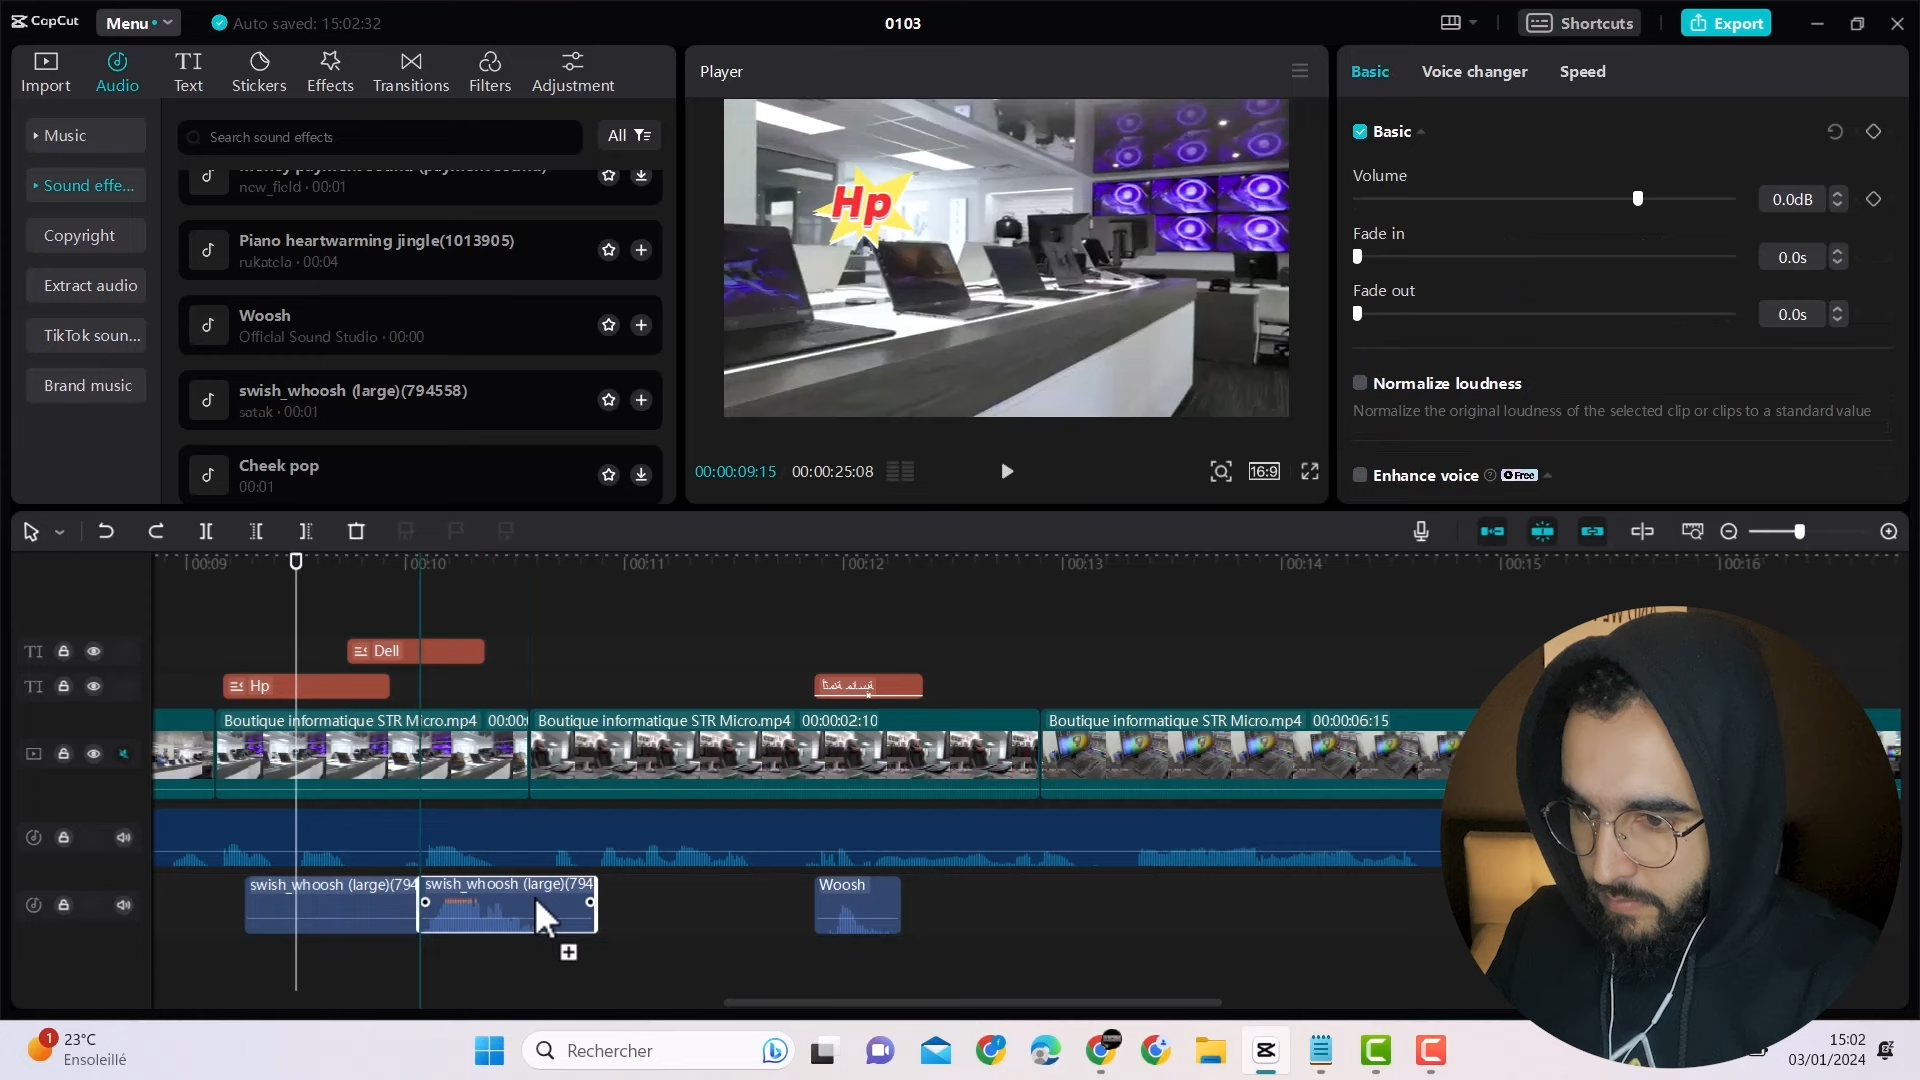 CapCut
Menu
Auto saved: 15:02:32
0103
Shortcuts
Export
Import
Audio
Text
Stickers
Effects
Transitions
Filters
Adjustment
Player
Basic
Voice changer
Speed
Music
Sound effe...
Copyright
Extract audio
TikTok soun...
Brand music
Search sound effects
All
new_field · 00:01
Piano heartwarming jingle(1013905)
rukatela · 00:04
Woosh
Official Sound Studio · 00:00
swish_whoosh (large)(794558)
satak · 00:01
Cheek pop
00:01
Hp
00:00:09:15
00:00:25:08
16:9
Basic
Volume
0.0dB
Fade in
0.0s
Fade out
0.0s
Normalize loudness
Normalize the original loudness of the selected clip or clips to a standard value
Enhance voice
Free
00:09
00:10
00:11
00:12
00:13
00:14
00:15
00:16
TI
Dell
TI
Hp
Boutique informatique STR Micro.mp4 00:00:
Boutique informatique STR Micro.mp4 00:00:02:10
Boutique informatique STR Micro.mp4 00:00:06:15
swish_whoosh (large)(794
swish_whoosh (large)(794
Woosh
1
23°C
Ensoleillé
Rechercher
15:02
03/01/2024